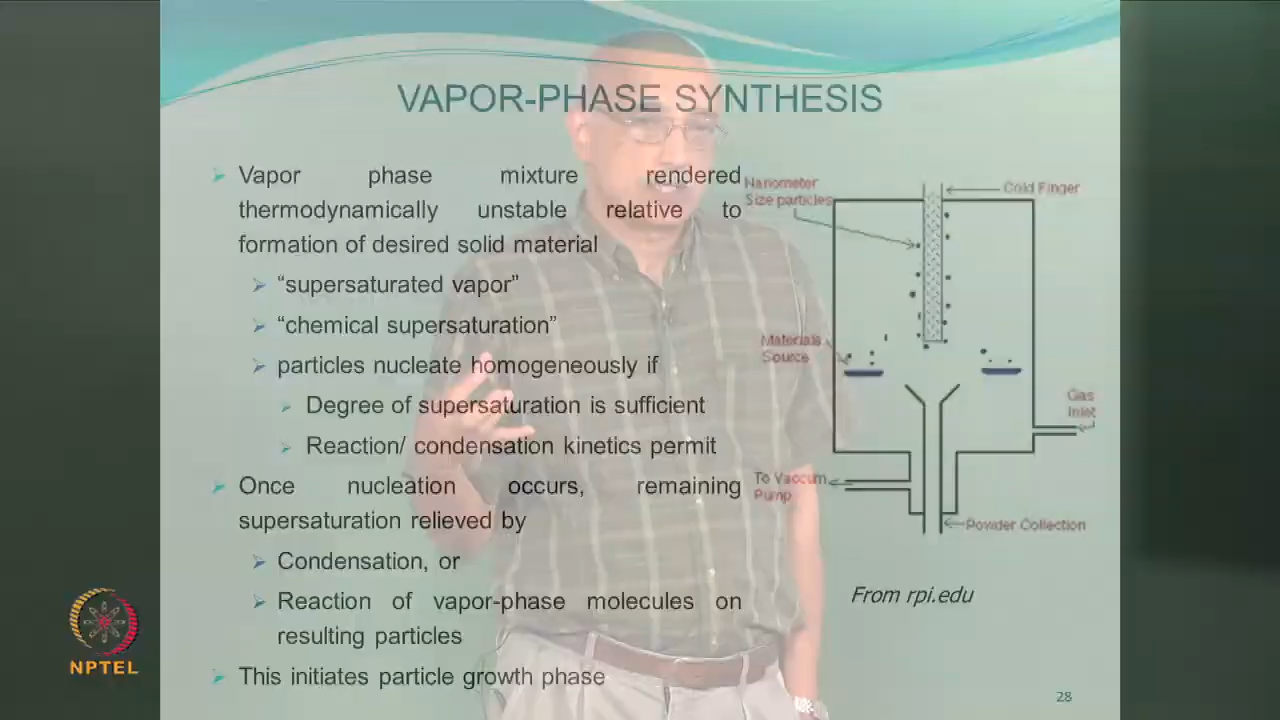 VAPOR-PHASE SYNTHESIS
Vapor phase mixture rendered
thermodynamically unstable relative to
formation of desired solid material
“supersaturated vapor”
“chemical supersaturation”
particles nucleate homogeneously if
Degree of supersaturation is sufficient
Reaction/ condensation kinetics permit
Once nucleation occurs, remaining
supersaturation relieved by
Condensation, or
Reaction of vapor-phase molecules on
resulting particles
This initiates particle growth phase
Nanometer
Size particles
Cold Finger
Materials
Source
Gas
Inlet
To Vaccum
Pump
Powder Collection
From rpi.edu
28
NPTEL